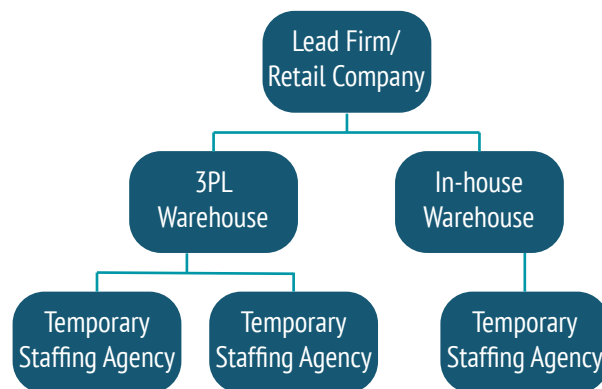 Lead Firm/
Retail Company
3PL
Warehouse
In-house
Warehouse
Temporary
Staffing Agency
Temporary
Staffing Agency
Temporary
Staffing Agency